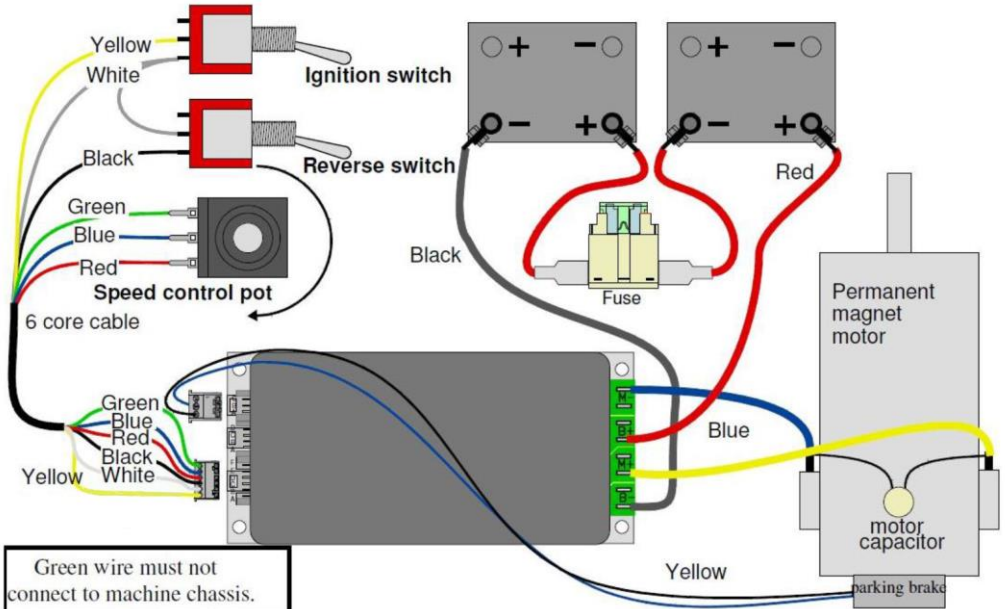 Yellow
Ignition switch
White
Reverse switch
Black
Green
Blue
Red
Speed control pot
6 core cable
+ −
− +
+ −
− +
Black
Red
Fuse
Permanent
magnet
motor
Green
Blue
Red
Black
White
Yellow
Blue
Yellow
motor
capacitor
parking brake
Green wire must not
connect to machine chassis.